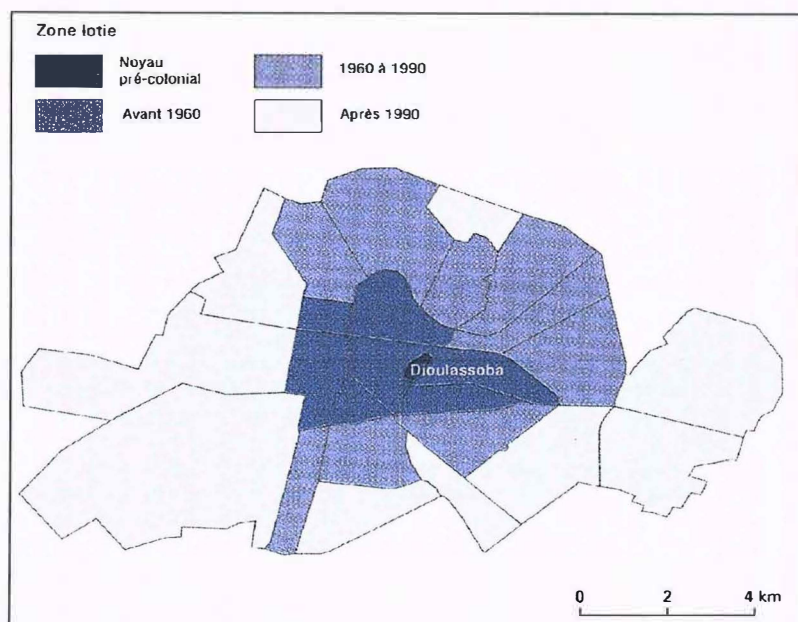 Zone lotie
Noyau
pré-colonial
1960 à 1990
Avant 1960
Après 1990
Dioulassoba
0 2 4 km